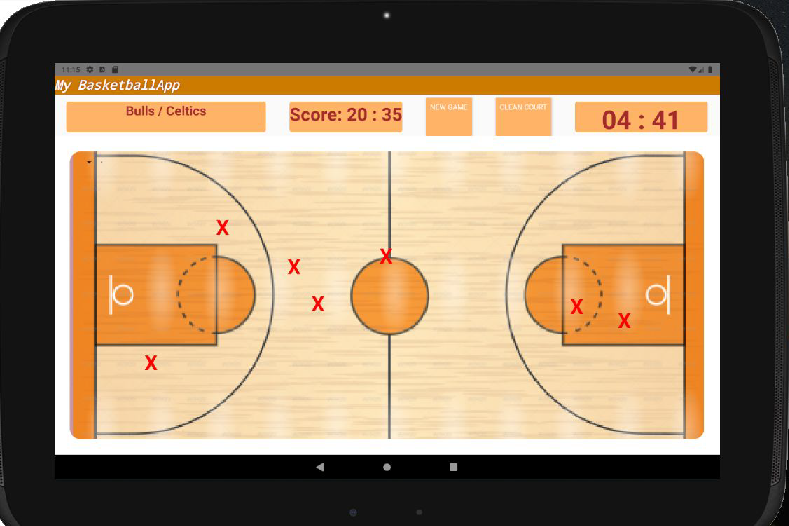 11:15
My BasketballApp
Bulls / Celtics
Score: 20 : 35
NEW GAME
CLEAN COURT
04 : 41
X
X
X
X
X
X
X